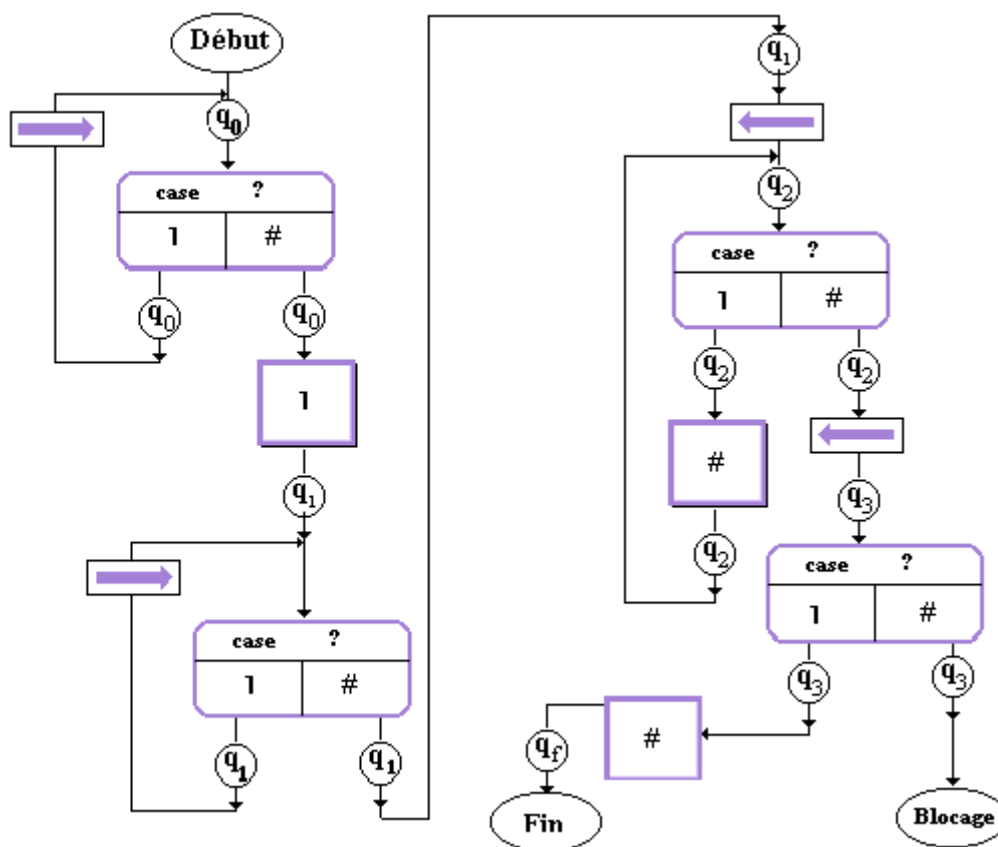 Début
q0
case ?
1 #
q0 q0
1
q1
case ?
1 #
q1 q1
q1
q2
case ?
1 #
q2 q2
#
q3
q2
case ?
1 #
q3 q3
#
qf
Fin
Blocage